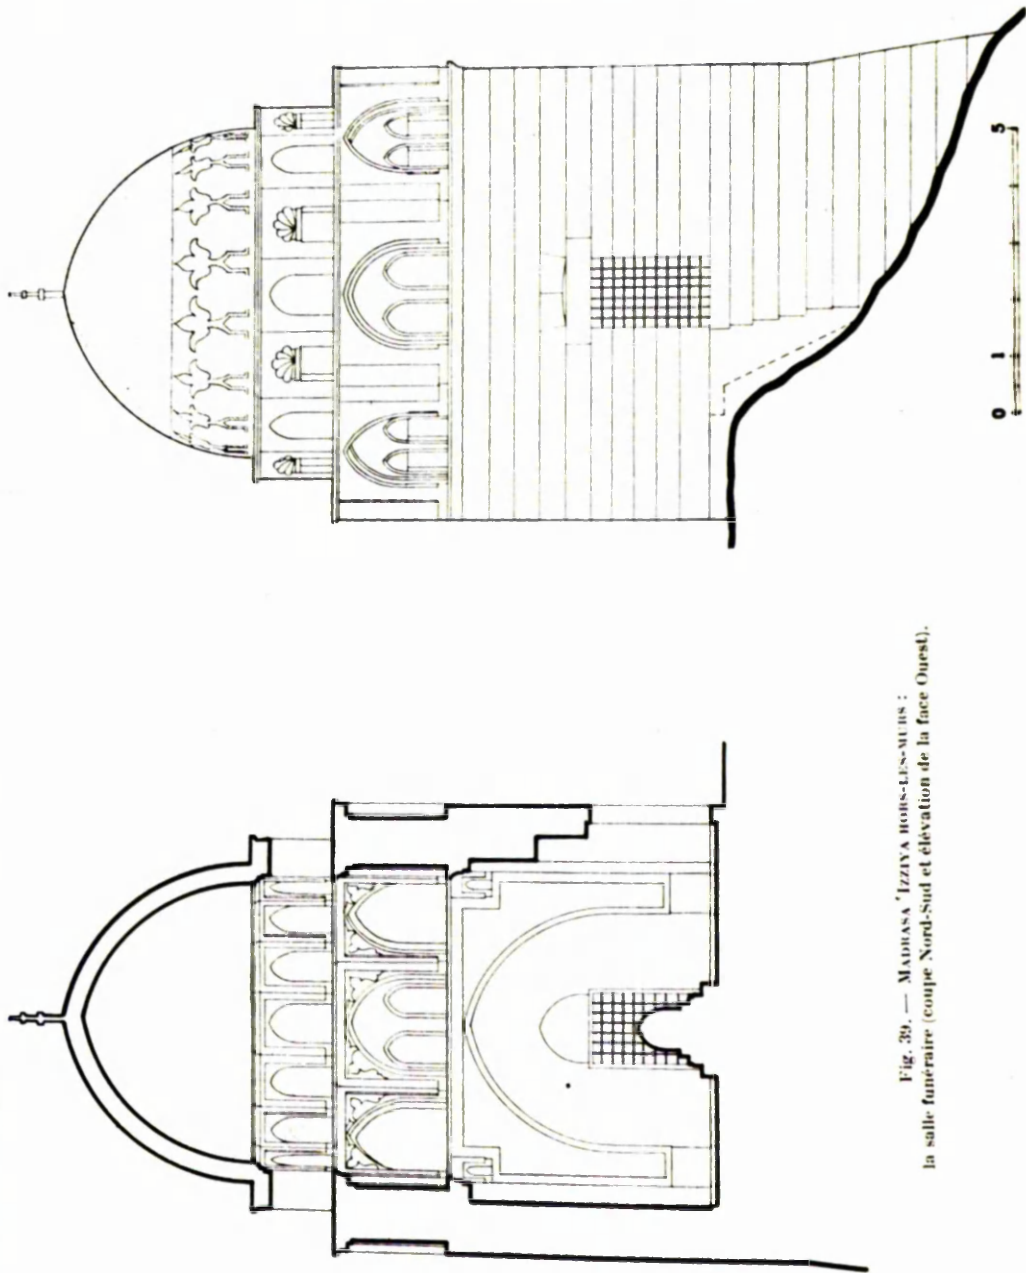 Fig. 39. — MADRASA ʿIZZIYA HORS-LES-MURS :
la salle funéraire (coupe Nord-Sud et élévation de la face Ouest).
0 1 5